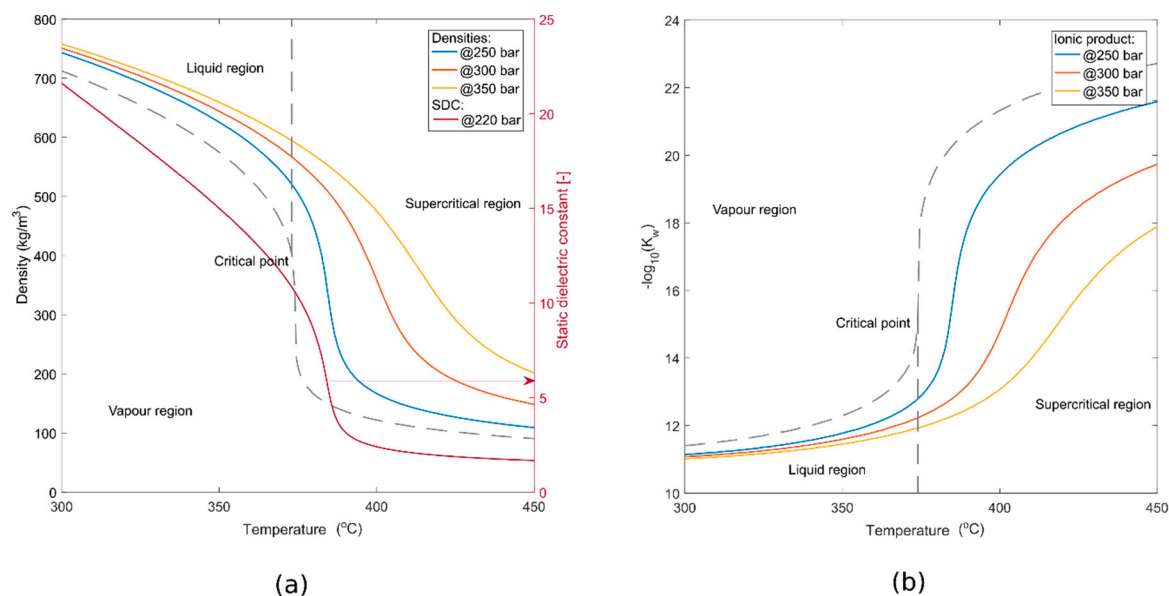 800
700
600
500
400
300
200
100
0
Density (kg/m³)
300
350
400
450
Temperature (°C)
25
20
15
10
5
0
Static dielectric constant [-]
Densities:
@250 bar
@300 bar
@350 bar
SDC:
@220 bar
Liquid region
Supercritical region
Critical point
Vapour region
(a)
24
22
20
18
16
14
12
10
-log₁₀(Kw)
300
350
400
450
Temperature (°C)
Ionic product:
@250 bar
@300 bar
@350 bar
Vapour region
Critical point
Supercritical region
Liquid region
(b)